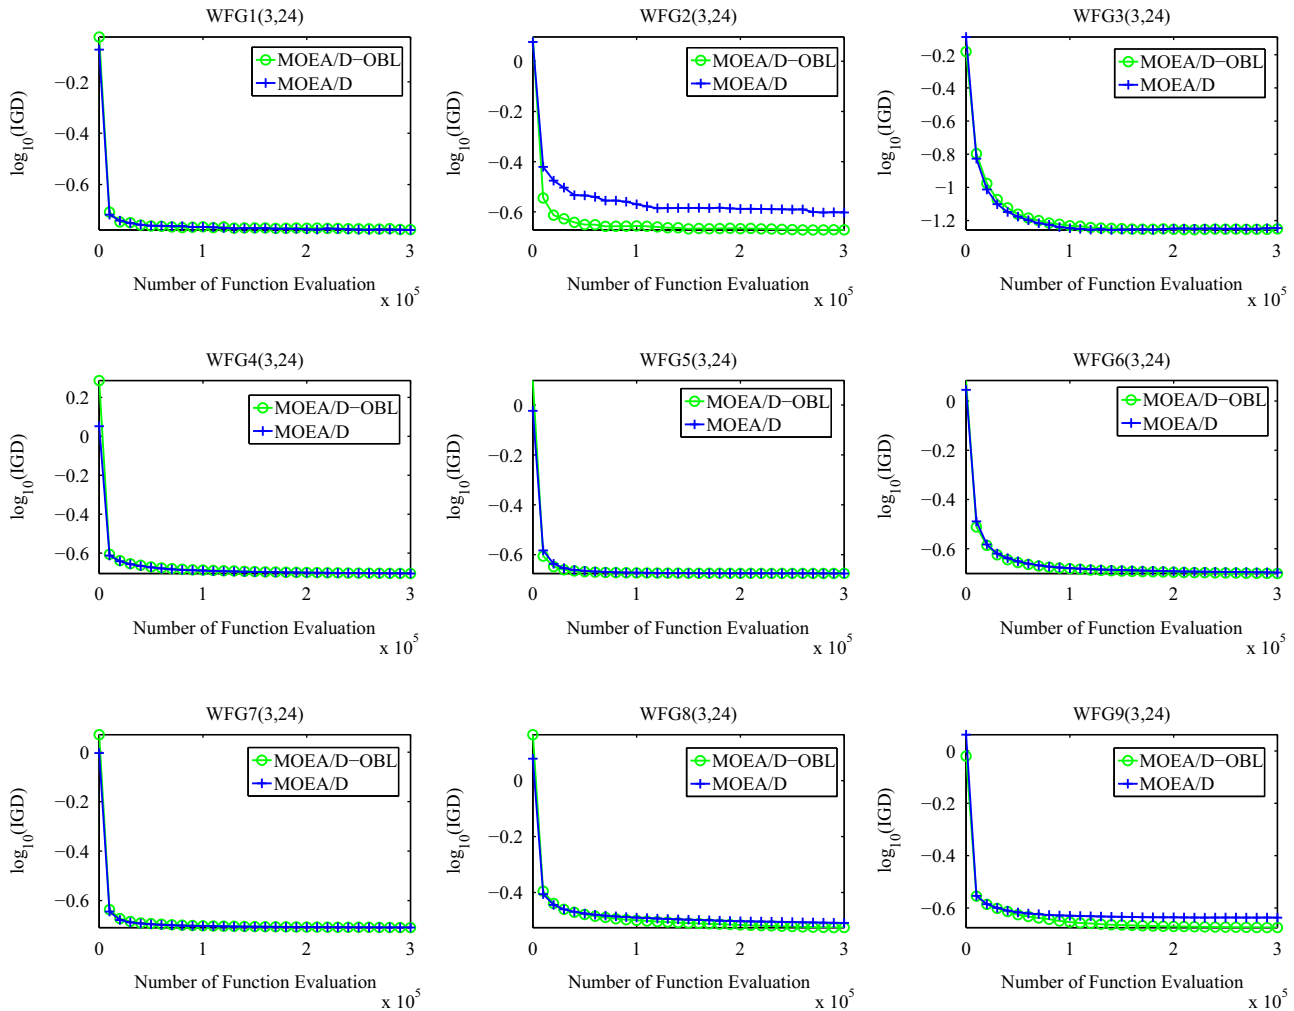 WFG1(3,24)
MOEA/D−OBL
MOEA/D
−0.2
−0.4
−0.6
log10(IGD)
0 1 2 3
Number of Function Evaluation
x 10^5
WFG2(3,24)
MOEA/D−OBL
MOEA/D
0
−0.2
−0.4
−0.6
log10(IGD)
0 1 2 3
Number of Function Evaluation
x 10^5
WFG3(3,24)
MOEA/D−OBL
MOEA/D
−0.2
−0.4
−0.6
−0.8
−1
−1.2
log10(IGD)
0 1 2 3
Number of Function Evaluation
x 10^5
WFG4(3,24)
MOEA/D−OBL
MOEA/D
0.2
0
−0.2
−0.4
−0.6
log10(IGD)
0 1 2 3
Number of Function Evaluation
x 10^5
WFG5(3,24)
MOEA/D−OBL
MOEA/D
0
−0.2
−0.4
−0.6
log10(IGD)
0 1 2 3
Number of Function Evaluation
x 10^5
WFG6(3,24)
MOEA/D−OBL
MOEA/D
0
−0.2
−0.4
−0.6
log10(IGD)
0 1 2 3
Number of Function Evaluation
x 10^5
WFG7(3,24)
MOEA/D−OBL
MOEA/D
0
−0.2
−0.4
−0.6
log10(IGD)
0 1 2 3
Number of Function Evaluation
x 10^5
WFG8(3,24)
MOEA/D−OBL
MOEA/D
0
−0.2
−0.4
log10(IGD)
0 1 2 3
Number of Function Evaluation
x 10^5
WFG9(3,24)
MOEA/D−OBL
MOEA/D
0
−0.2
−0.4
−0.6
log10(IGD)
0 1 2 3
Number of Function Evaluation
x 10^5